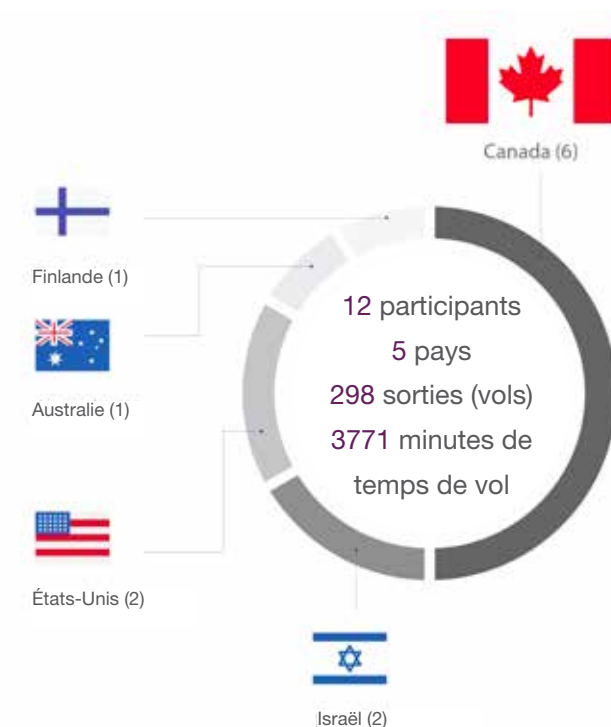 Canada (6)
Finlande (1)
12 participants
5 pays
298 sorties (vols)
3771 minutes de
temps de vol
Australie (1)
États-Unis (2)
Israël (2)